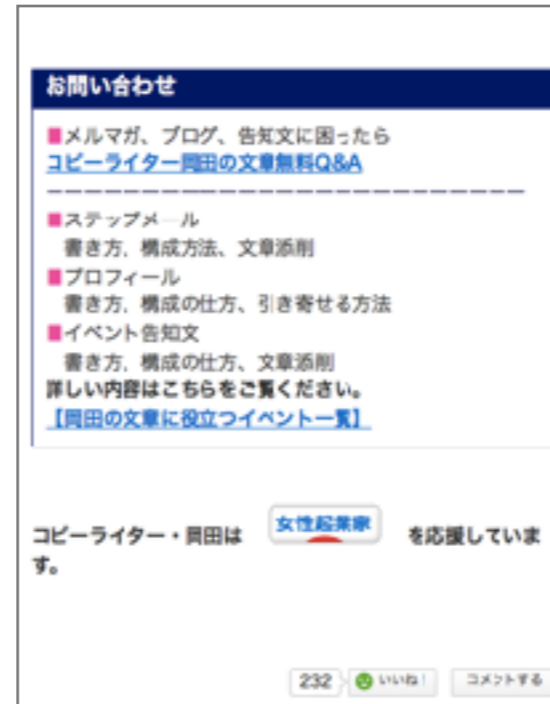 お問い合わせ
■メルマガ、ブログ、告知文に困ったら
コピーライター岡田の文章無料Q&A
ーーーーーーーーーーーーーーーーーーーーーーーーー
■ステップメール
書き方、構成方法、文章添削
■プロフィール
書き方、構成の仕方、引き寄せる方法
■イベント告知文
書き方、構成の仕方、文章添削
詳しい内容はこちらをご覧ください。
【岡田の文章に役立つイベント一覧】
コピーライター・岡田は 女性起業家 を応援していま
す。
232 いいね! コメントする